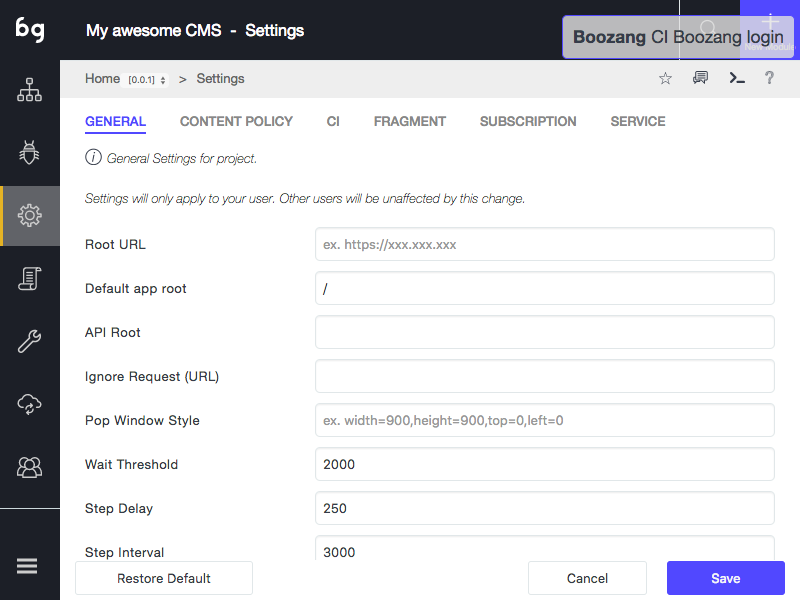 bg
My awesome CMS - Settings
Boozang CI Boozang login
New Module
Home [0.0.1] > Settings
?
GENERAL CONTENT POLICY CI FRAGMENT SUBSCRIPTION SERVICE
General Settings for project.
Settings will only apply to your user. Other users will be unaffected by this change.
Root URL ex. https://xxx.xxx.xxx
Default app root /
API Root
Ignore Request (URL)
Pop Window Style ex. width=900,height=900,top=0,left=0
Wait Threshold 2000
Step Delay 250
Step Interval 3000
Restore Default Cancel Save